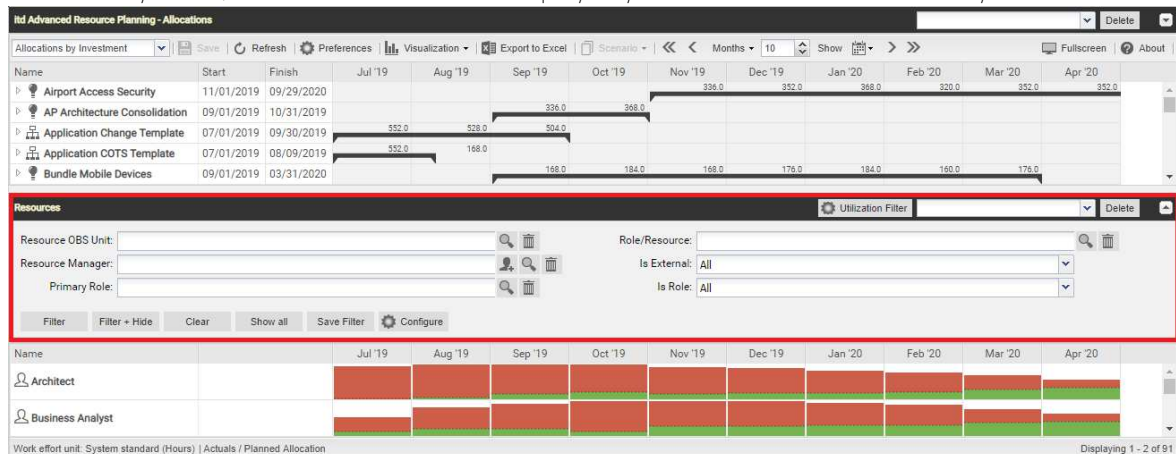 itd Advanced Resource Planning - Allocations Delete
Allocations by Investment Save Refresh Preferences Visualization Export to Excel Scenario Months 10 Show Fullscreen About
Name Start Finish Jul '19 Aug '19 Sep '19 Oct '19 Nov '19 Dec '19 Jan '20 Feb '20 Mar '20 Apr '20
Airport Access Security 11/01/2019 09/29/2020 336.0 352.0 368.0 320.0 352.0 352.0
AP Architecture Consolidation 09/01/2019 10/31/2019 336.0 368.0
Application Change Template 07/01/2019 09/30/2019 552.0 528.0 504.0
Application COTS Template 07/01/2019 08/09/2019 552.0 168.0
Bundle Mobile Devices 09/01/2019 03/31/2020 168.0 184.0 168.0 176.0 184.0 160.0 176.0
Resources Utilization Filter Delete
Resource OBS Unit: Role/Resource:
Resource Manager: Is External: All
Primary Role: Is Role: All
Filter Filter + Hide Clear Show all Save Filter Configure
Name Jul '19 Aug '19 Sep '19 Oct '19 Nov '19 Dec '19 Jan '20 Feb '20 Mar '20 Apr '20
Architect
Business Analyst
Work effort unit: System standard (Hours) | Actuals / Planned Allocation Displaying 1 - 2 of 91